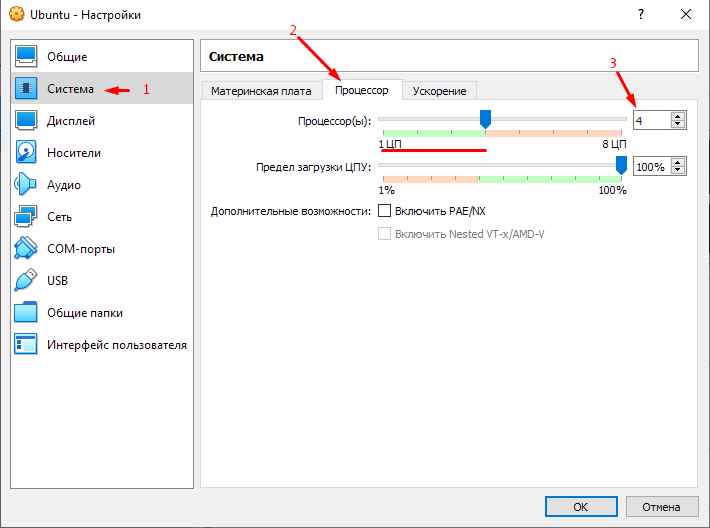 Ubuntu - Настройки
?
2
Общие
Система
3
Система
1
Материнская плата
Процессор
Ускорение
Дисплей
Процессор(ы):
4
1 ЦП
8 ЦП
Носители
Предел загрузки ЦПУ:
100%
Аудио
1%
100%
Сеть
Дополнительные возможности:
Включить PAE/NX
Включить Nested VT-x/AMD-V
COM-порты
USB
Общие папки
Интерфейс пользователя
OK
Отмена